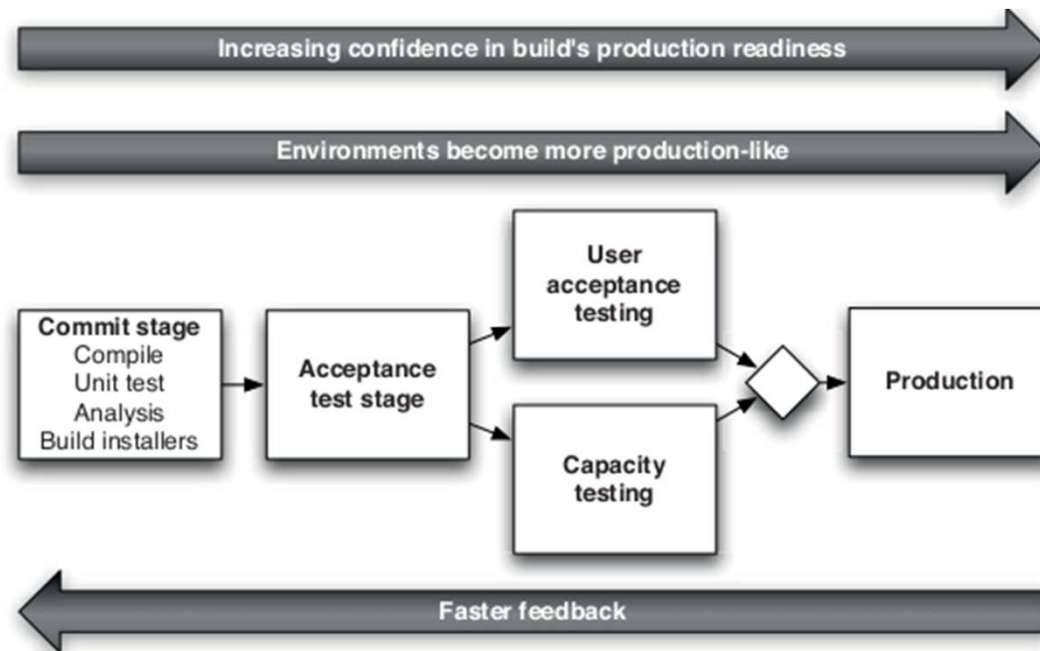 Increasing confidence in build's production readiness
Environments become more production-like
Commit stage
Compile
Unit test
Analysis
Build installers
Acceptance
test stage
User
acceptance
testing
Capacity
testing
Production
Faster feedback